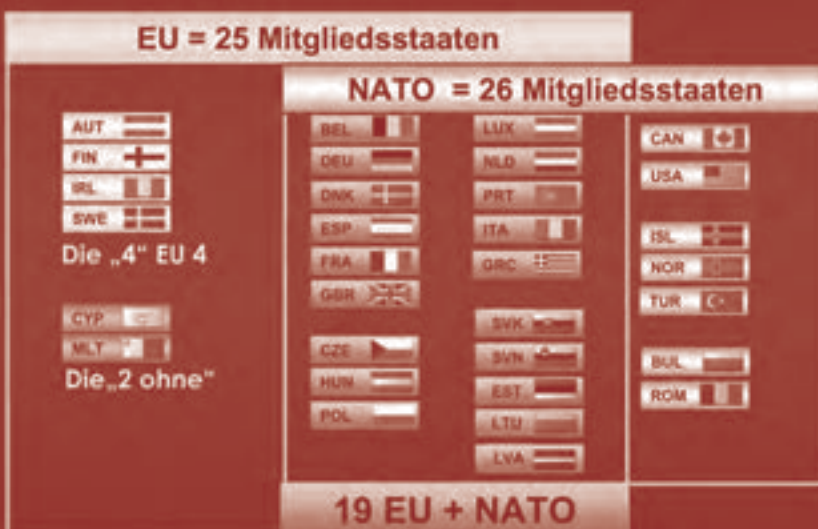 EU = 25 Mitgliedsstaaten
NATO = 26 Mitgliedsstaaten
AUT
FIN
IRL
SWE
Die „4“ EU 4
CYP
MLT
Die„2 ohne“
BEL
DEU
DNK
ESP
FRA
GBR
CZE
HUN
POL
LUX
NLD
PRT
ITA
GRC
SVK
SVN
EST
LTU
LVA
CAN
USA
ISL
NOR
TUR
BUL
ROM
19 EU + NATO